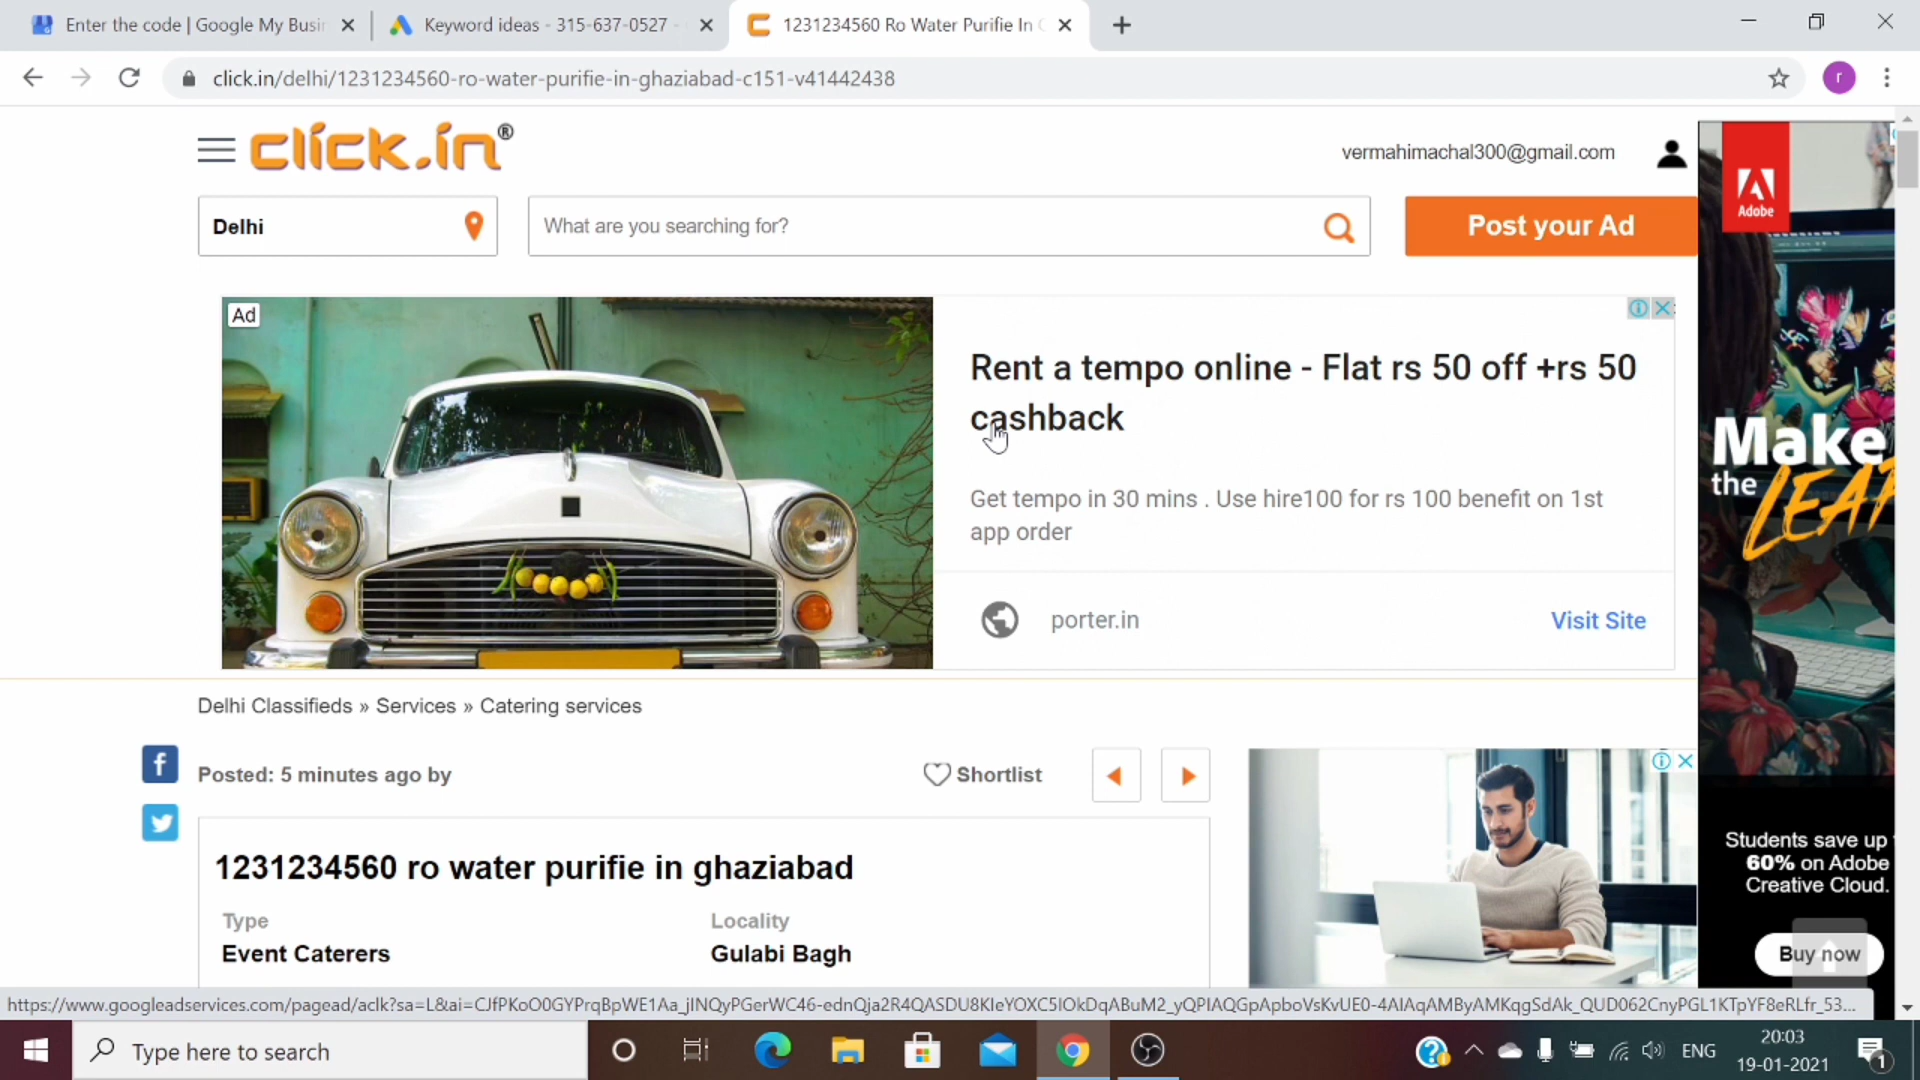 Enter the code | Google My Busi
Keyword ideas - 315-637-0527 -
1231234560 Ro Water Purifie In
click.in/delhi/1231234560-ro-water-purifie-in-ghaziabad-c151-v41442438
r
click.in®
vermahimachal300@gmail.com
Delhi
What are you searching for?
Post your Ad
Ad
Rent a tempo online - Flat rs 50 off +rs 50
cashback
Get tempo in 30 mins . Use hire100 for rs 100 benefit on 1st
app order
porter.in
Visit Site
Adobe
Make
the LEAP
Students save up
60% on Adobe
Creative Cloud.
Buy now
Delhi Classifieds » Services » Catering services
Posted: 5 minutes ago by
Shortlist
1231234560 ro water purifie in ghaziabad
Type
Locality
Event Caterers
Gulabi Bagh
Type here to search
ENG
20:03
19-01-2021
1